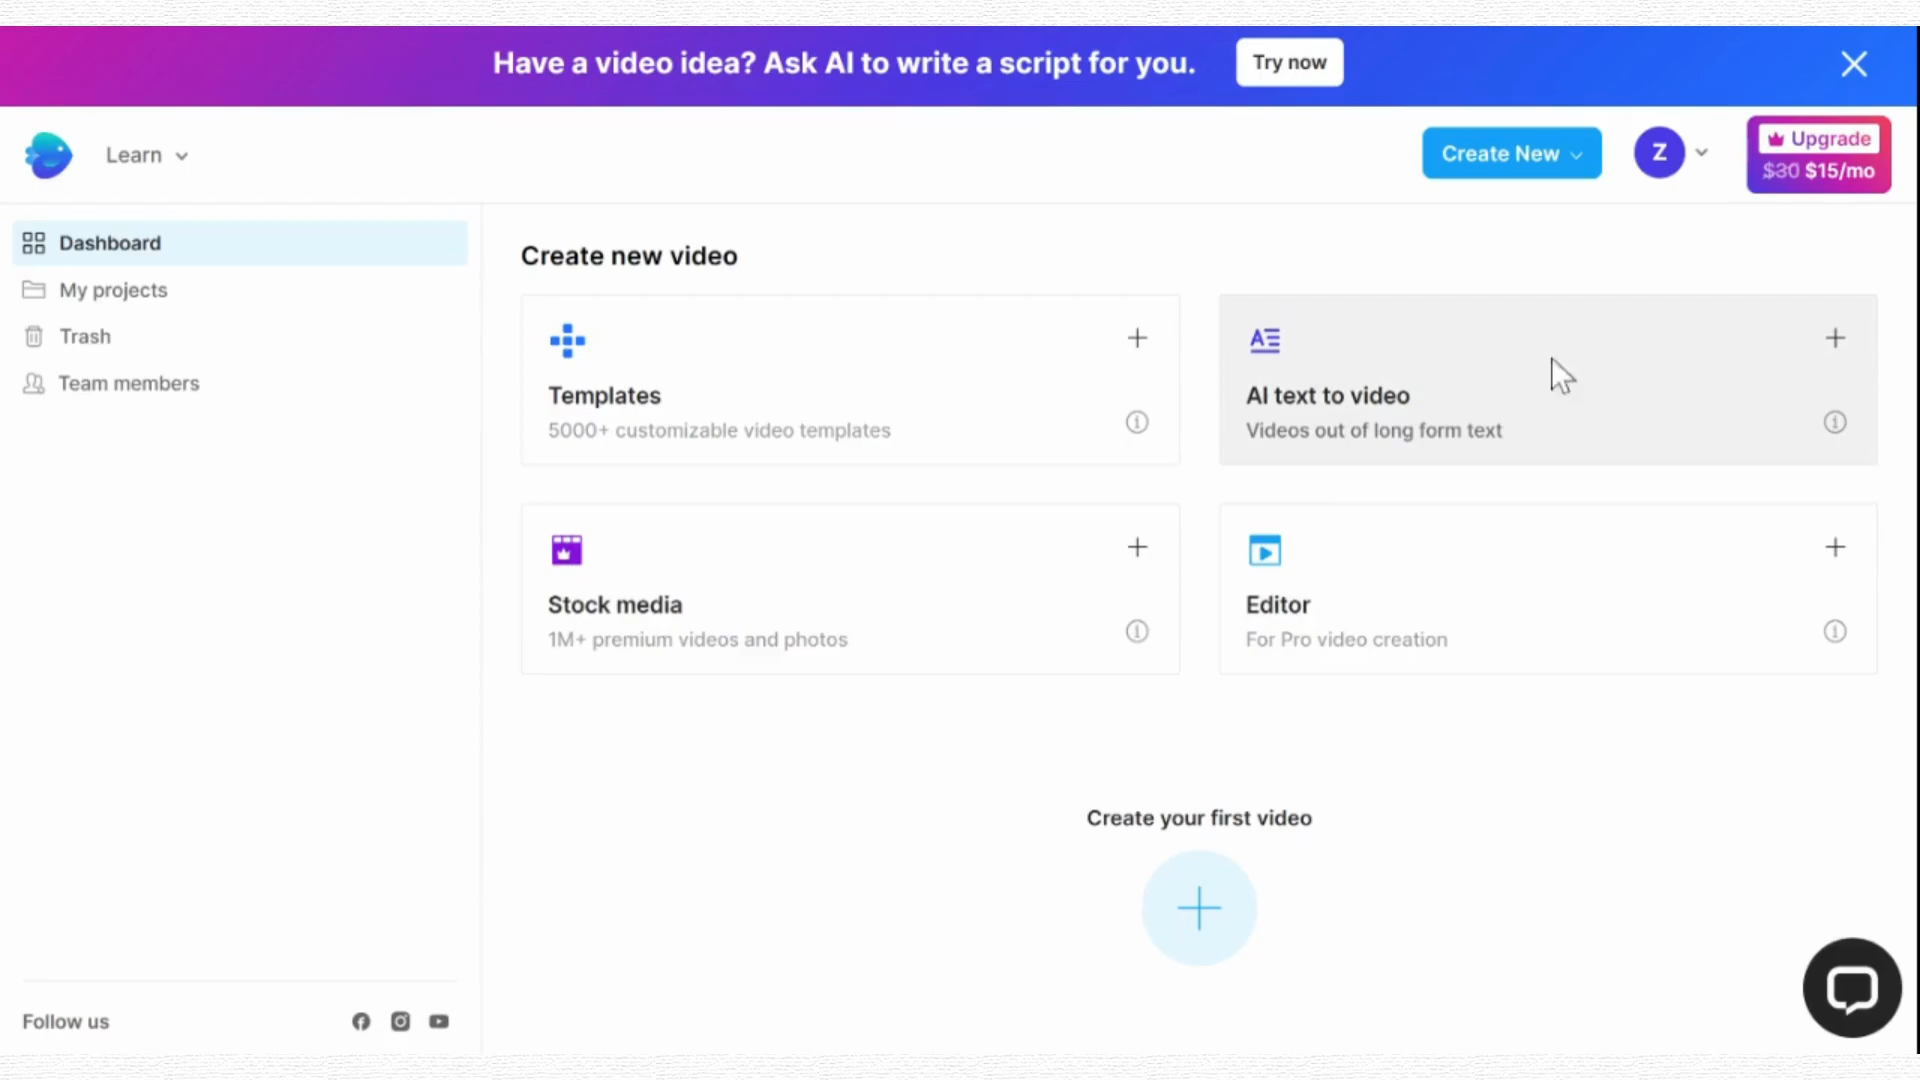 Have a video idea? Ask AI to write a script for you.
Try now
Learn
Create New
Z
Upgrade
$30 $15/mo
Dashboard
My projects
Trash
Team members
Create new video
Templates
5000+ customizable video templates
AI text to video
Videos out of long form text
Stock media
1M+ premium videos and photos
Editor
For Pro video creation
Create your first video
Follow us